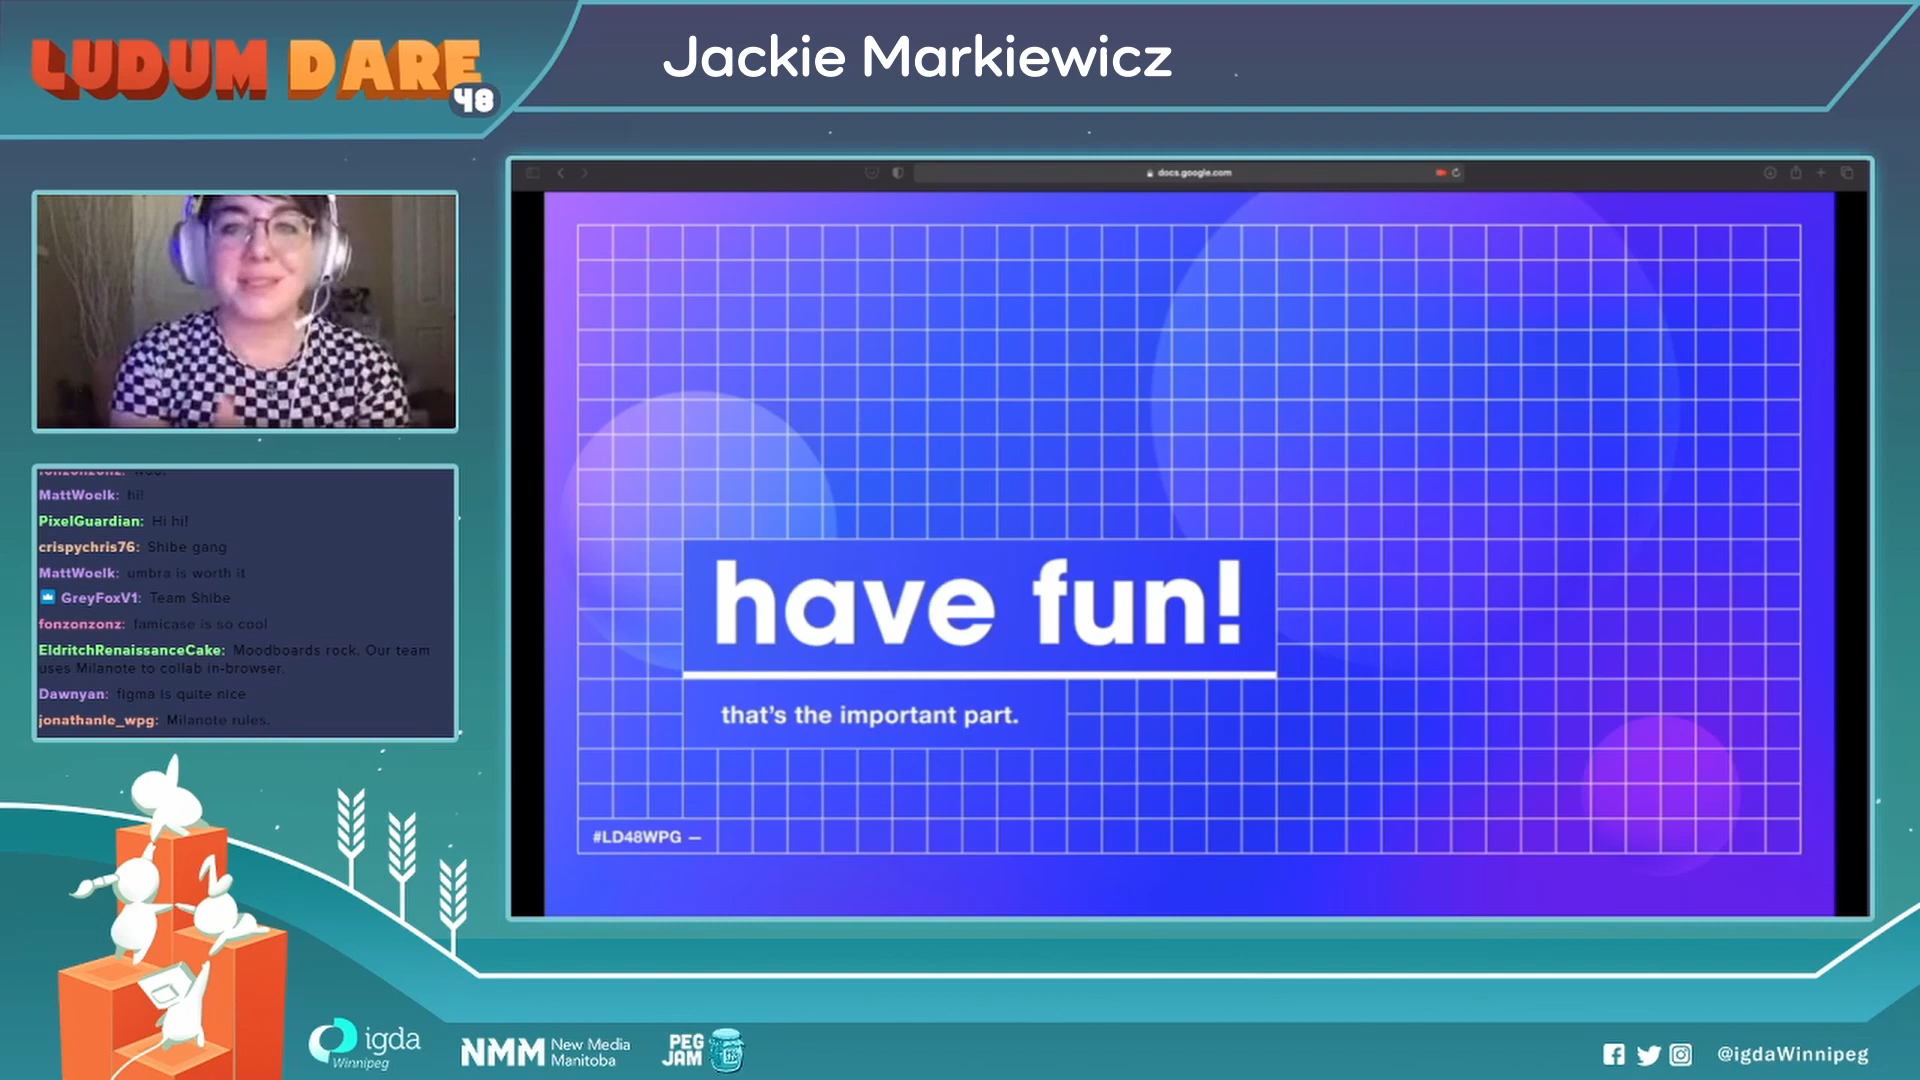 LUDUM DARE
48
Jackie Markiewicz
docs.google.com
MattWoelk: hi!
PixelGuardian: Hi hi!
crispychris76: Shibe gang
MattWoelk: umbra is worth it
GreyFoxV1: Team Shibe
fonzonzonz: famicase is so cool
EldritchRenaissanceCake: Moodboards rock. Our team
uses Milanote to collab in-browser.
Dawnyan: figma is quite nice
jonathanle_wpg: Milanote rules.
have fun!
that's the important part.
#LD48WPG —
igda
Winnipeg
NMM New Media
Manitoba
PEG
JAM
@igdaWinnipeg